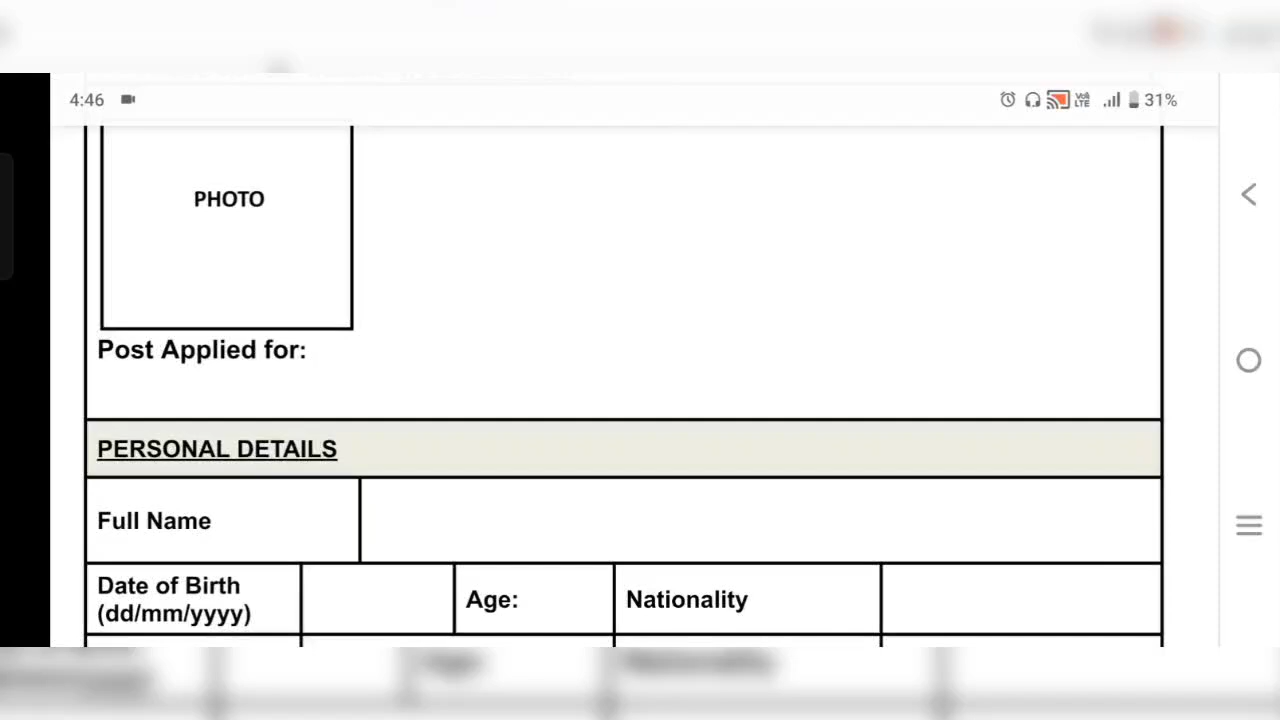 4:46 31%
PHOTO
Post Applied for:
PERSONAL DETAILS
Full Name
Date of Birth
(dd/mm/yyyy)
Age:
Nationality